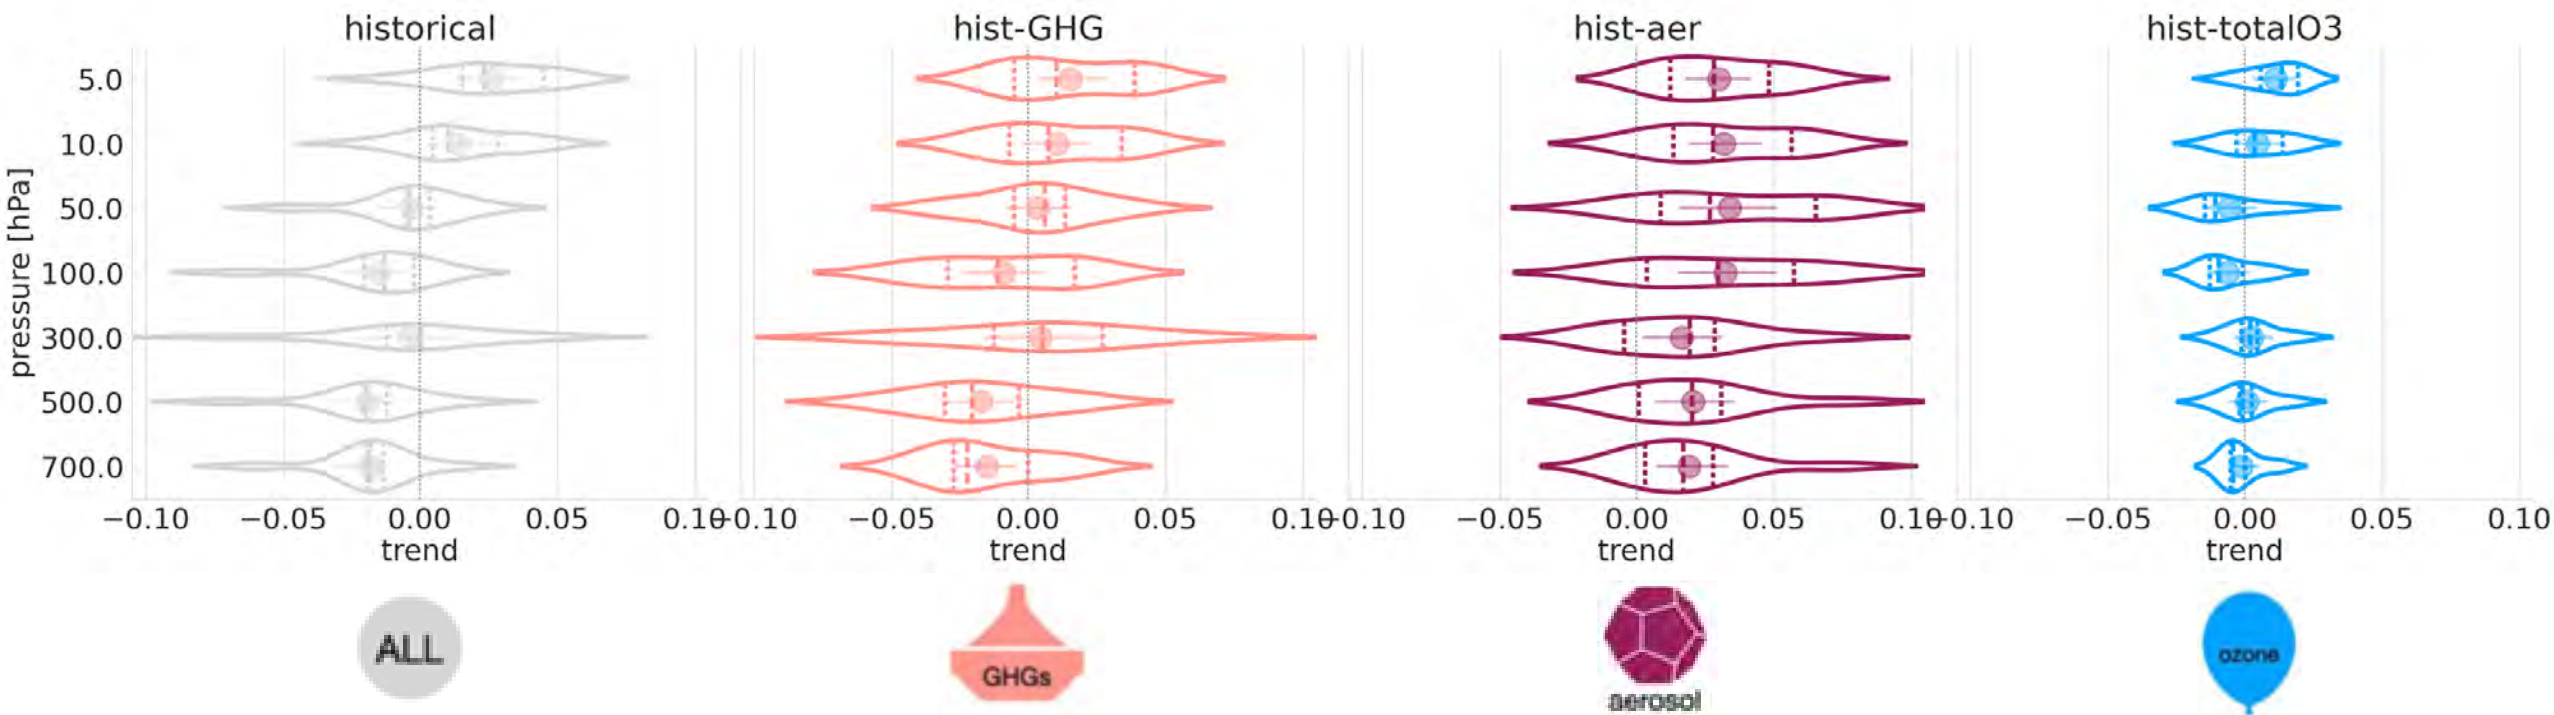 historical hist-GHG hist-aer hist-totalO3
pressure [hPa]
5.0
10.0
50.0
100.0
300.0
500.0
700.0
−0.10 −0.05 0.00 0.05 0.10 −0.10 −0.05 0.00 0.05 0.10 −0.10 −0.05 0.00 0.05 0.10 −0.10 −0.05 0.00 0.05 0.10
trend trend trend trend
ALL
GHGs
aerosol
ozone